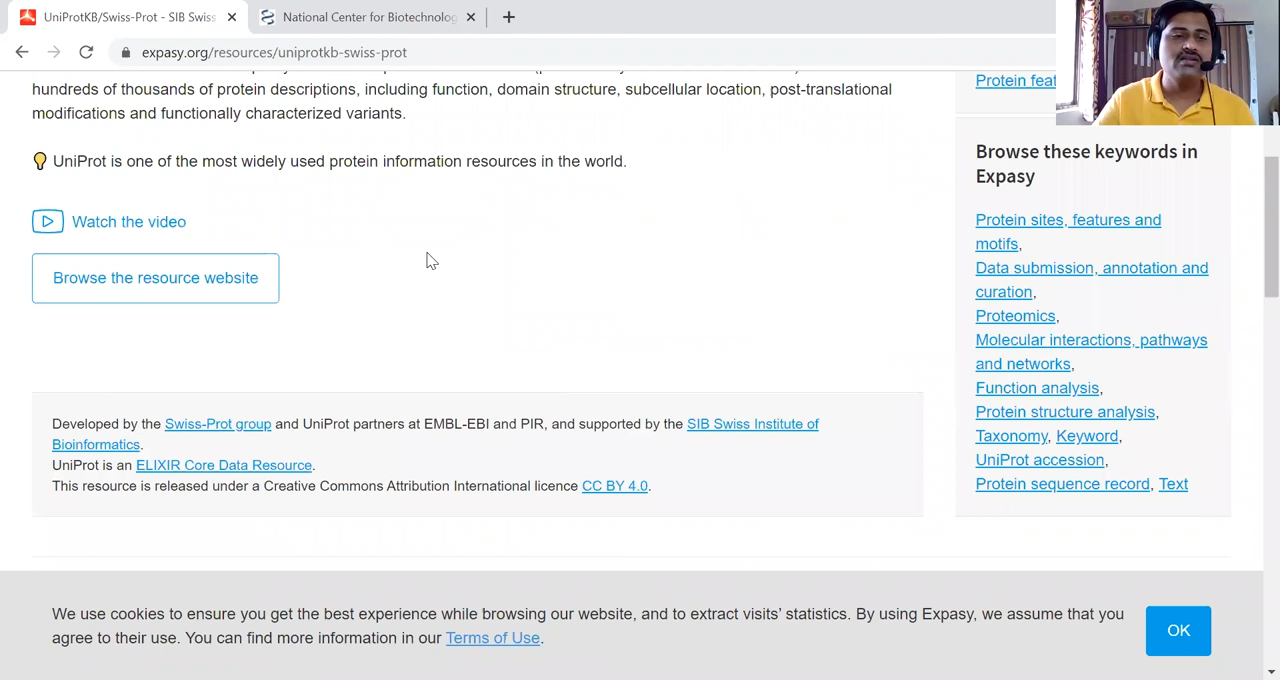 UniProtKB/Swiss-Prot - SIB Swiss
National Center for Biotechnolog
expasy.org/resources/uniprotkb-swiss-prot
hundreds of thousands of protein descriptions, including function, domain structure, subcellular location, post-translational
modifications and functionally characterized variants.
UniProt is one of the most widely used protein information resources in the world.
Watch the video
Browse the resource website
Developed by the Swiss-Prot group and UniProt partners at EMBL-EBI and PIR, and supported by the SIB Swiss Institute of
Bioinformatics.
UniProt is an ELIXIR Core Data Resource.
This resource is released under a Creative Commons Attribution International licence CC BY 4.0.
Protein feat
Browse these keywords in
Expasy
Protein sites, features and
motifs,
Data submission, annotation and
curation,
Proteomics,
Molecular interactions, pathways
and networks,
Function analysis,
Protein structure analysis,
Taxonomy, Keyword,
UniProt accession,
Protein sequence record, Text
We use cookies to ensure you get the best experience while browsing our website, and to extract visits’ statistics. By using Expasy, we assume that you
agree to their use. You can find more information in our Terms of Use.
OK